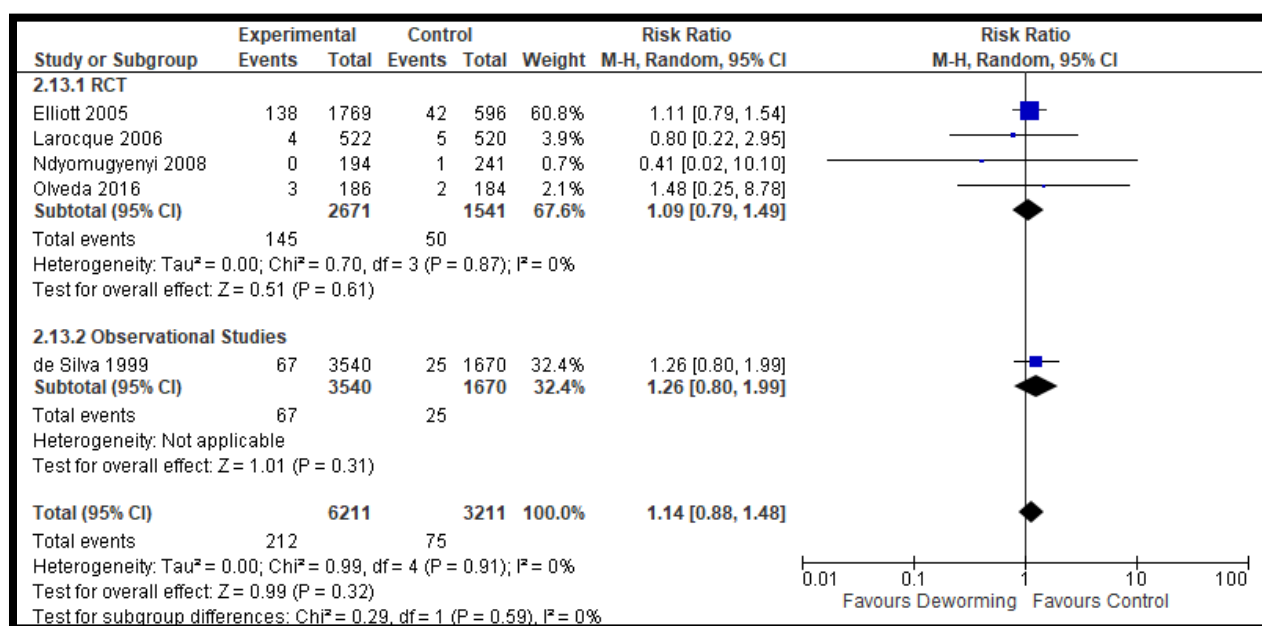 Experimental Control Risk Ratio Risk Ratio
Study or Subgroup Events Total Events Total Weight M-H, Random, 95% CI M-H, Random, 95% CI
2.13.1 RCT
Elliott 2005 138 1769 42 596 60.8% 1.11 [0.79, 1.54]
Larocque 2006 4 522 5 520 3.9% 0.80 [0.22, 2.95]
Ndyomugyenyi 2008 0 194 1 241 0.7% 0.41 [0.02, 10.10]
Olveda 2016 3 186 2 184 2.1% 1.48 [0.25, 8.78]
Subtotal (95% CI) 2671 1541 67.6% 1.09 [0.79, 1.49]
Total events 145 50
Heterogeneity: Tau² = 0.00; Chi² = 0.70, df = 3 (P = 0.87); I² = 0%
Test for overall effect: Z = 0.51 (P = 0.61)
2.13.2 Observational Studies
de Silva 1999 67 3540 25 1670 32.4% 1.26 [0.80, 1.99]
Subtotal (95% CI) 3540 1670 32.4% 1.26 [0.80, 1.99]
Total events 67 25
Heterogeneity: Not applicable
Test for overall effect: Z = 1.01 (P = 0.31)
Total (95% CI) 6211 3211 100.0% 1.14 [0.88, 1.48]
Total events 212 75
Heterogeneity: Tau² = 0.00; Chi² = 0.99, df = 4 (P = 0.91); I² = 0%
Test for overall effect: Z = 0.99 (P = 0.32)
Test for subgroup differences: Chi² = 0.29, df = 1 (P = 0.59), I² = 0%
0.01 0.1 1 10 100
Favours Deworming Favours Control